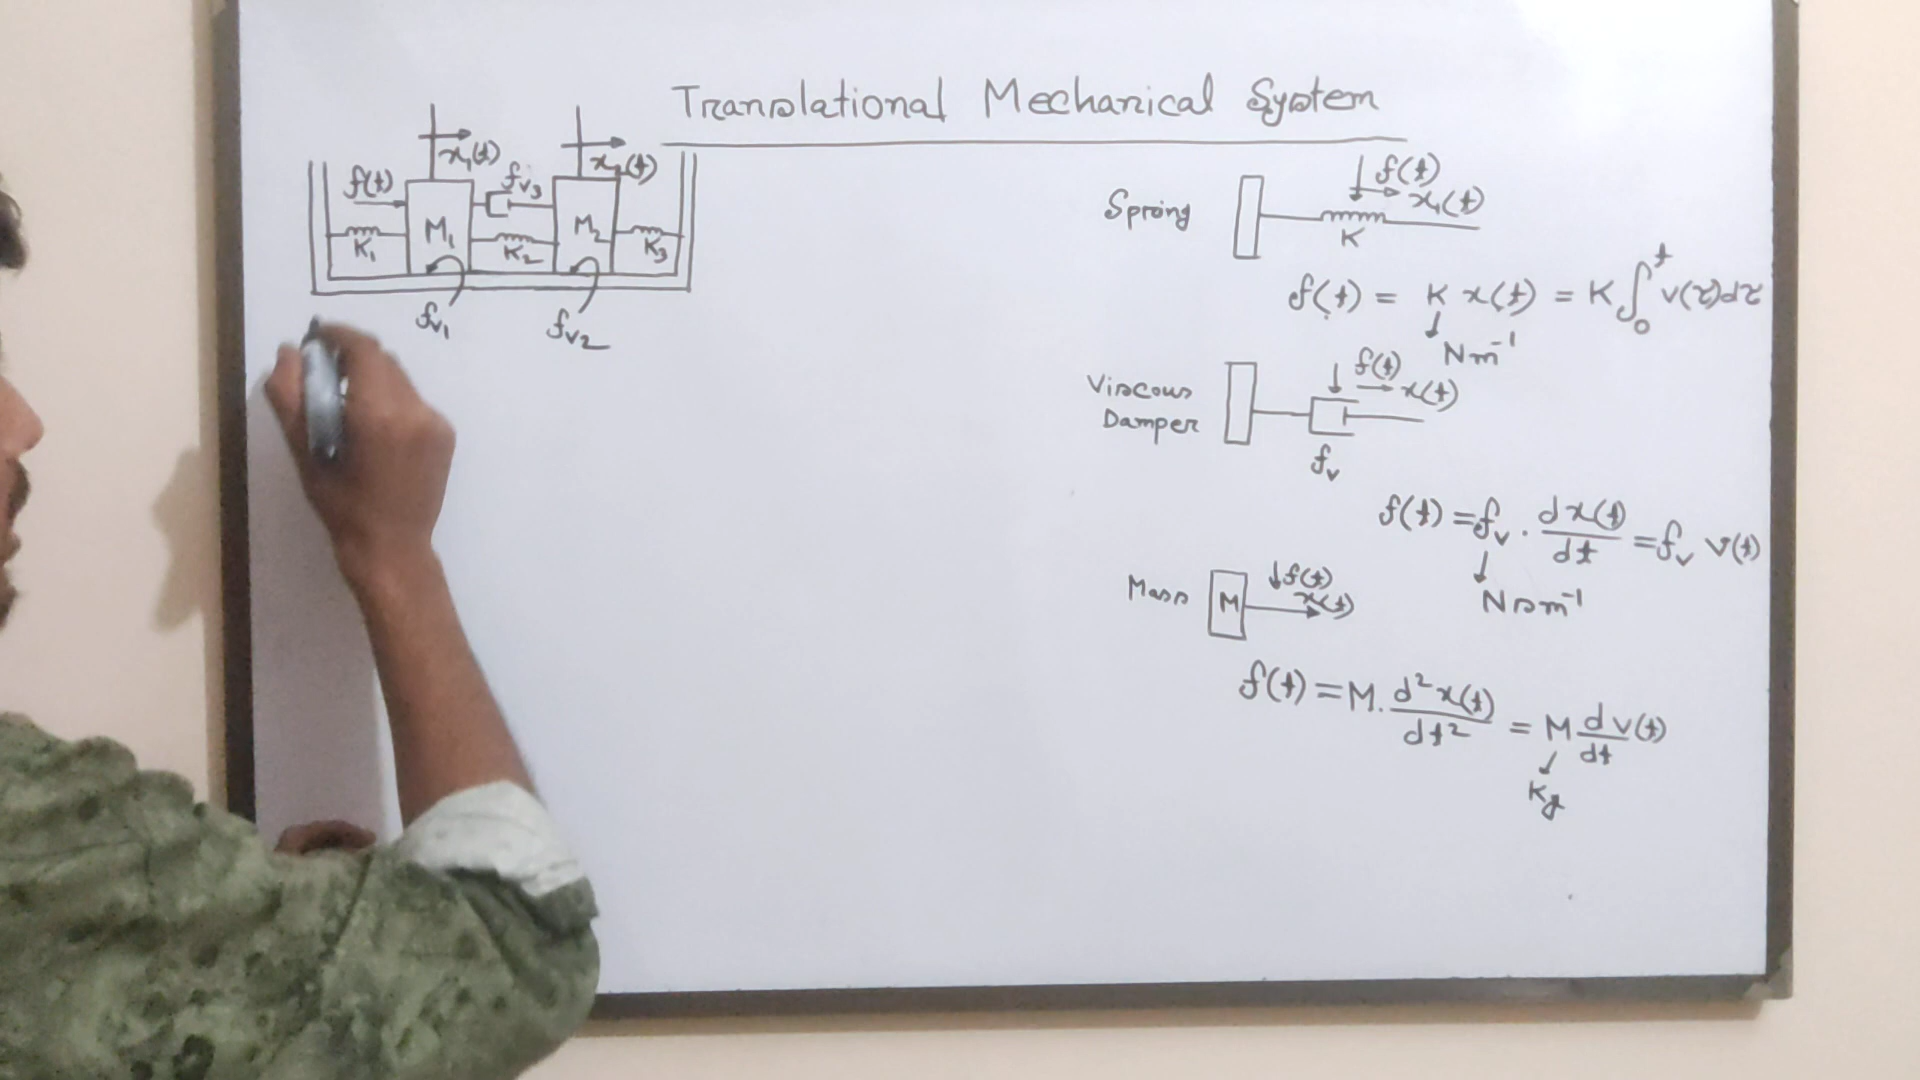 Translational Mechanical System
x₁(t)
x₂(t)
f(t)
fv₃
M₁
M₂
K₁
K₂
K₃
fv₁
fv₂
Spring
f(t)
x₁(t)
K
f(t) = K x(t) = K ∫₀ᵗ v(τ)dτ
Nm⁻¹
Viscous
Damper
f(t)
x(t)
fv
f(t) = fv . dx(t)/dt = fv v(t)
Nsm⁻¹
Mass
M
f(t)
x(t)
f(t) = M. d²x(t)/dt² = M dv(t)/dt
Kg